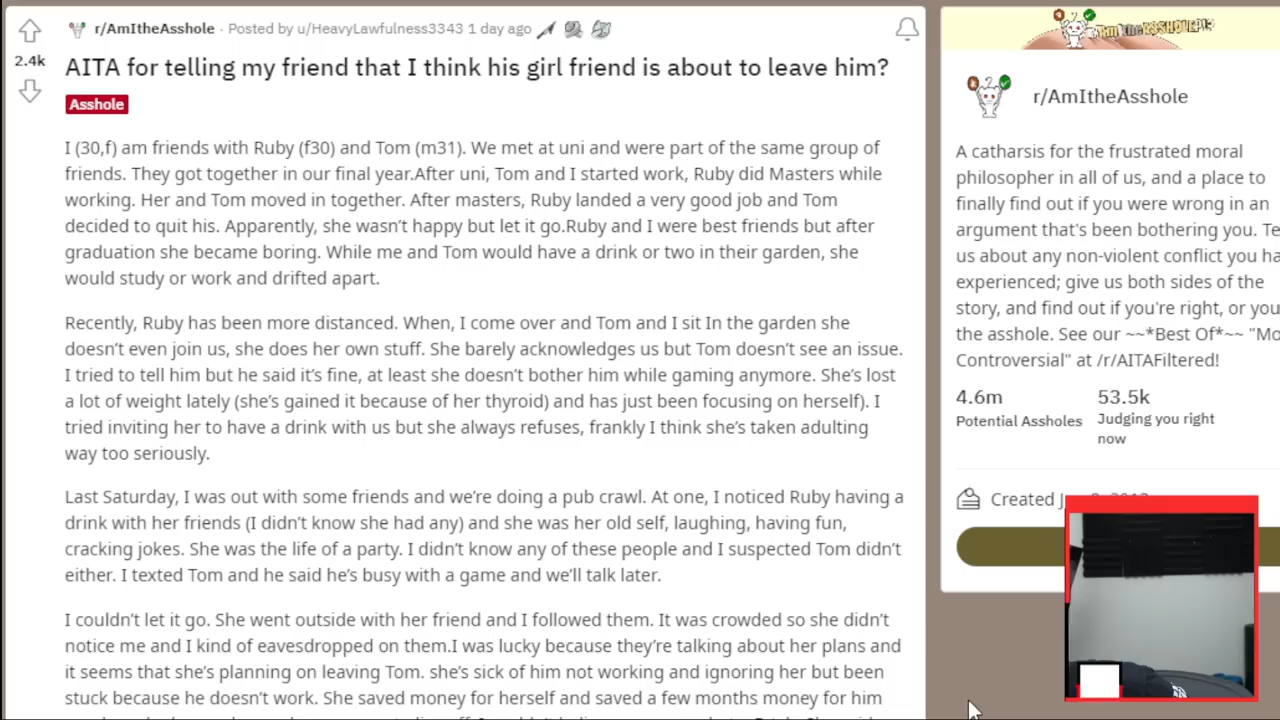 r/AmItheAsshole · Posted by u/HeavyLawfulness3343 1 day ago
2.4k
AITA for telling my friend that I think his girl friend is about to leave him?
Asshole
I (30,f) am friends with Ruby (f30) and Tom (m31). We met at uni and were part of the same group of
friends. They got together in our final year.After uni, Tom and I started work, Ruby did Masters while
working. Her and Tom moved in together. After masters, Ruby landed a very good job and Tom
decided to quit his. Apparently, she wasn't happy but let it go.Ruby and I were best friends but after
graduation she became boring. While me and Tom would have a drink or two in their garden, she
would study or work and drifted apart.
Recently, Ruby has been more distanced. When, I come over and Tom and I sit In the garden she
doesn't even join us, she does her own stuff. She barely acknowledges us but Tom doesn't see an issue.
I tried to tell him but he said it's fine, at least she doesn't bother him while gaming anymore. She's lost
a lot of weight lately (she's gained it because of her thyroid) and has just been focusing on herself). I
tried inviting her to have a drink with us but she always refuses, frankly I think she's taken adulting
way too seriously.
Last Saturday, I was out with some friends and we're doing a pub crawl. At one, I noticed Ruby having a
drink with her friends (I didn't know she had any) and she was her old self, laughing, having fun,
cracking jokes. She was the life of a party. I didn't know any of these people and I suspected Tom didn't
either. I texted Tom and he said he's busy with a game and we'll talk later.
I couldn't let it go. She went outside with her friend and I followed them. It was crowded so she didn't
notice me and I kind of eavesdropped on them.I was lucky because they're talking about her plans and
it seems that she's planning on leaving Tom. she's sick of him not working and ignoring her but been
stuck because he doesn't work. She saved money for herself and saved a few months money for him
r/AmItheAsshole
A catharsis for the frustrated moral
philosopher in all of us, and a place to
finally find out if you were wrong in an
argument that's been bothering you. Te
us about any non-violent conflict you ha
experienced; give us both sides of the
story, and find out if you're right, or you
the asshole. See our ~~*Best Of*~~ "Mo
Controversial" at /r/AITAFiltered!
4.6m 53.5k
Potential Assholes Judging you right
now
Created